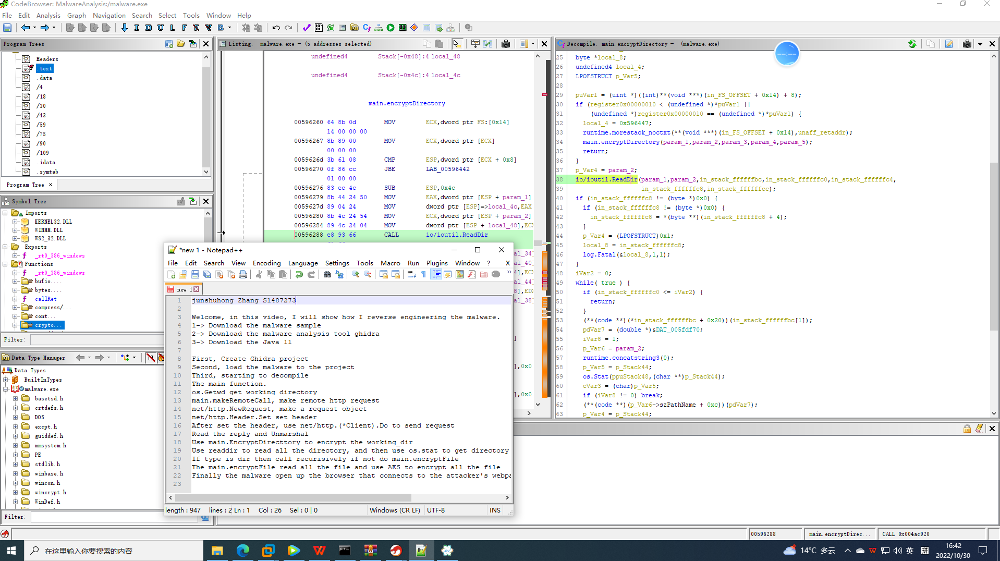 CodeBrowser: MalwareAnalysis:/malware.exe
File Edit Analysis Graph Navigation Search Select Tools Window Help
I D U L F R V B
Program Trees
Headers
.text
.data
/4
/18
/30
/43
/59
/75
/90
/109
.idata
.symtab
Program Tree ×
Symbol Tree
Imports
KERNEL32.DLL
WINMM.DLL
WS2_32.DLL
Exports
_rt0_386_windows
Functions
_rt0_386_windows
bufio....
bytes....
callRet
compress/...
cont...
crypto...
Filter:
Data Type Manager
Data Types
BuiltInTypes
malware.exe
basetsd.h
crtdefs.h
DOS
excpt.h
guiddef.h
mmsystem.h
PE
stdlib.h
winbase.h
wincon.h
wincrypt.h
WinDef.h
Filter:
Listing: malware.exe - (5 addresses selected)
undefined4 Stack[-0x48]:4 local_48
undefined4 Stack[-0x4c]:4 local_4c
main.encryptDirectory
00596260 64 8b 0d MOV ECX,dword ptr FS:[0x14]
14 00 00 00
00596267 8b 89 00 MOV ECX,dword ptr [ECX]
00 00 00
0059626d 3b 61 08 CMP ESP,dword ptr [ECX + 0x8]
00596270 0f 86 cc JBE LAB_00596442
01 00 00
00596276 83 ec 4c SUB ESP,0x4c
00596279 8b 44 24 50 MOV EAX,dword ptr [ESP + param_1]
0059627d 89 04 24 MOV dword ptr [ESP]=>local_4c,EAX
00596280 8b 4c 24 54 MOV ECX,dword ptr [ESP + param_2]
00596284 89 4c 24 04 MOV dword ptr [ESP + local_48],ECX
00596288 e8 93 66 CALL io/ioutil.ReadDir
al_34]
al_40]
4],ECX
al_44]
8],EDX
al_38]
]
],0x0
],0x0
Decompile: main.encryptDirectory - (malware.exe)
25 byte *local_8;
26 undefined4 local_4;
27 LPOFSTRUCT p_Var5;
28
29 puVar1 = (uint *)((int)**(void ***)(in_FS_OFFSET + 0x14) + 8);
30 if (register0x00000010 < (undefined *)*puVar1 ||
31 (undefined *)register0x00000010 == (undefined *)*puVar1) {
32 local_4 = 0x596447;
33 runtime.morestack_noctxt(**(void ***)(in_FS_OFFSET + 0x14),unaff_retaddr);
34 main.encryptDirectory(param_1,param_2,param_3,param_4,param_5);
35 return;
36 }
37 p_Var4 = param_2;
38 io/ioutil.ReadDir(param_1,param_2,in_stack_ffffffbc,in_stack_ffffffc0,in_stack_ffffffc4,
39 in_stack_ffffffc8,in_stack_ffffffcc);
40 if (in_stack_ffffffc8 != (byte *)0x0) {
41 if (in_stack_ffffffc8 != (byte *)0x0) {
42 in_stack_ffffffc8 = *(byte **)(in_stack_ffffffc8 + 4);
43 }
44 p_Var4 = (LPOFSTRUCT)0x1;
45 local_8 = in_stack_ffffffc8;
46 log.Fatal(&local_8,1,1);
47 }
48 iVar2 = 0;
49 while( true ) {
50 if (in_stack_ffffffc0 <= iVar2) {
51 return;
52 }
53 (**(code **)(*in_stack_ffffffbc + 0x20))(in_stack_ffffffbc[1]);
54 pdVar7 = (double *)&DAT_005fdf70;
55 iVar8 = 1;
56 p_Var6 = param_2;
57 runtime.concatstring3(0);
58 p_Var5 = p_Stack44;
59 os.Stat(ppuStack48,(char **)p_Stack44);
60 cVar3 = (char)p_Var5;
61 if (iVar8 != 0) break;
62 (**(code **)(p_Var6->szPathName + 0xc))(pdVar7);
63 p_Var4 = p_Stack44;
*new 1 - Notepad++
File Edit Search View Encoding Language Settings Tools Macro Run Plugins Window ? X
new 1
1 junshuhong Zhang S1487273
2
3 Welcome, in this video, I will show how I reverse engineering the malware.
4 1-> Download the malware sample
5 2-> Download the malware analysis tool ghidra
6 3-> Download the Java 11
7
8 First, Create Ghidra project
9 Second, load the malware to the project
10 Third, starting to decompile
11 The main function.
12 os.Getwd get working directory
13 main.makeRemoteCall, make remote http request
14 net/http.NewRequest, make a request object
15 net/http.Header.Set set header
16 After set the header, use net/http.(*Client).Do to send request
17 Read the reply and Unmarshal
18 Use main.EncryptDirecttory to encrypt the working_dir
19 Use readdir to read all the directory, and then use os.stat to get directory
20 If type is dir then call recurisively if not do main.encryptFile
21 The main.encryptFile read all the file and use AES to encrypt all the file
22 Finally the malware open up the browser that connects to the attacker's webpa
23
length : 947 lines : 2 Ln : 1 Col : 26 Sel : 0 | 0 Windows (CR LF) UTF-8 INS
00596288 main.encryptDirec... CALL 0x004ac920
在这里输入你要搜索的内容
14°C 多云 英 拼 16:42
2022/10/30